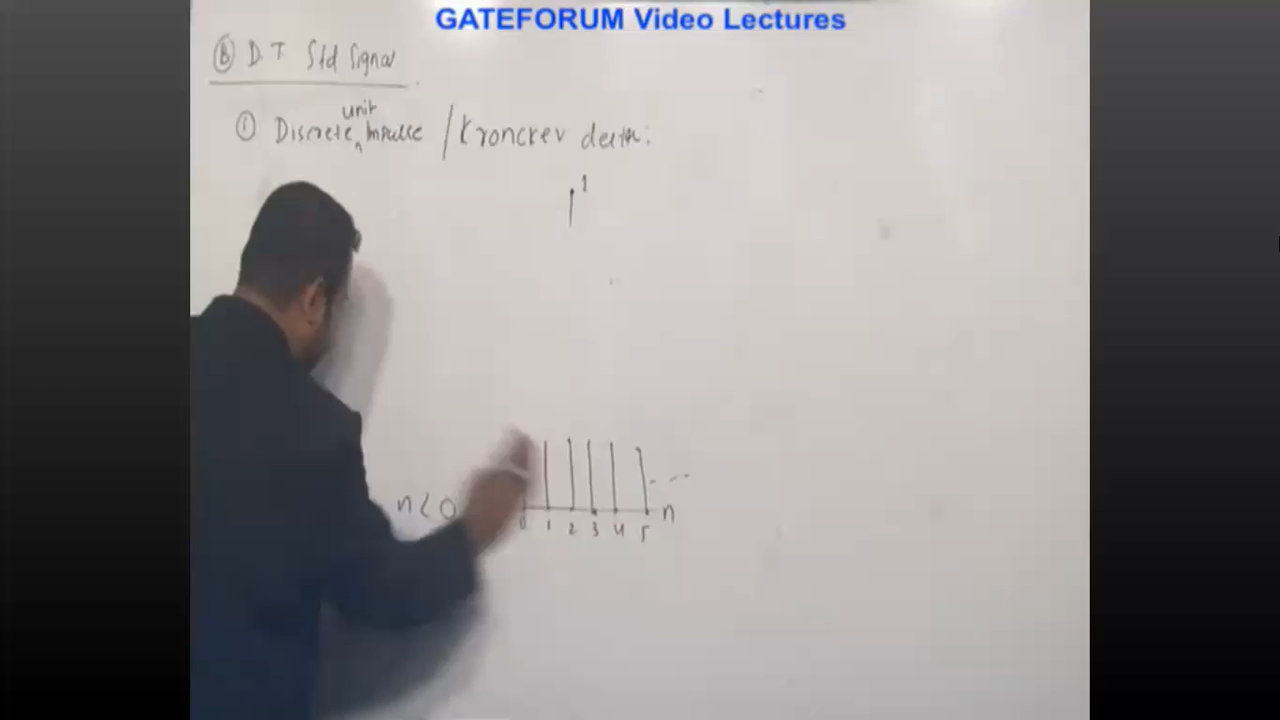 GATEFORUM Video Lectures
B D.T Std Signal
1 Discrete unit Impulse / Kroncker delta:
1
n < 0
n
0 1 2 3 4 5